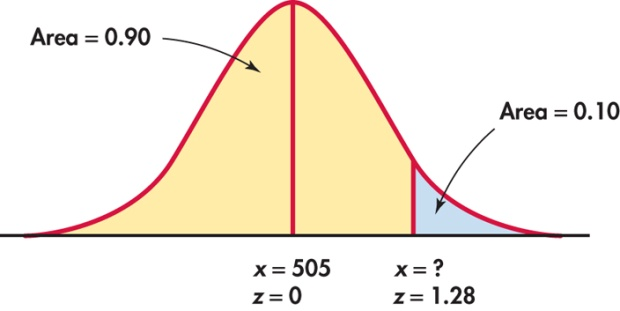 Area = 0.90
Area = 0.10
x = 505
z = 0
x = ?
z = 1.28